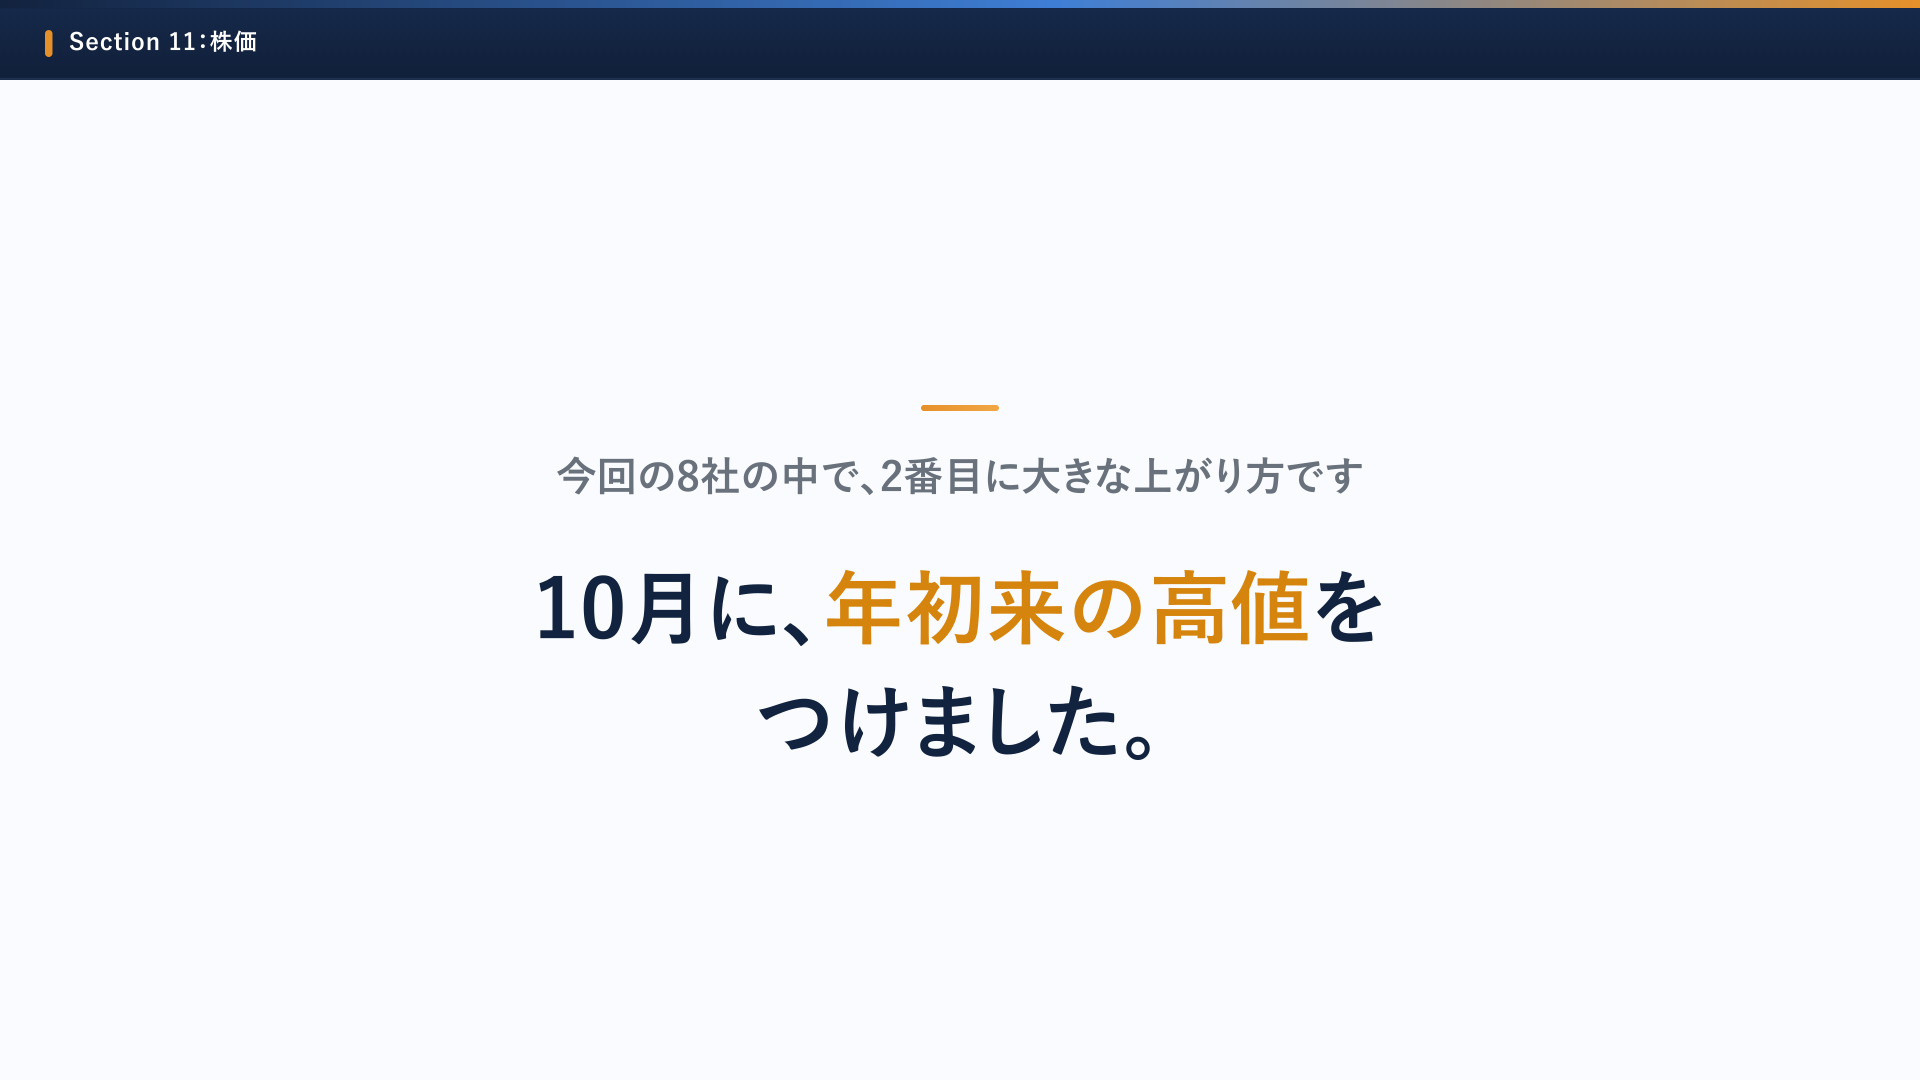 Section 11：株価
今回の8社の中で、2番目に大きな上がり方です
10月に、年初来の高値を
つけました。